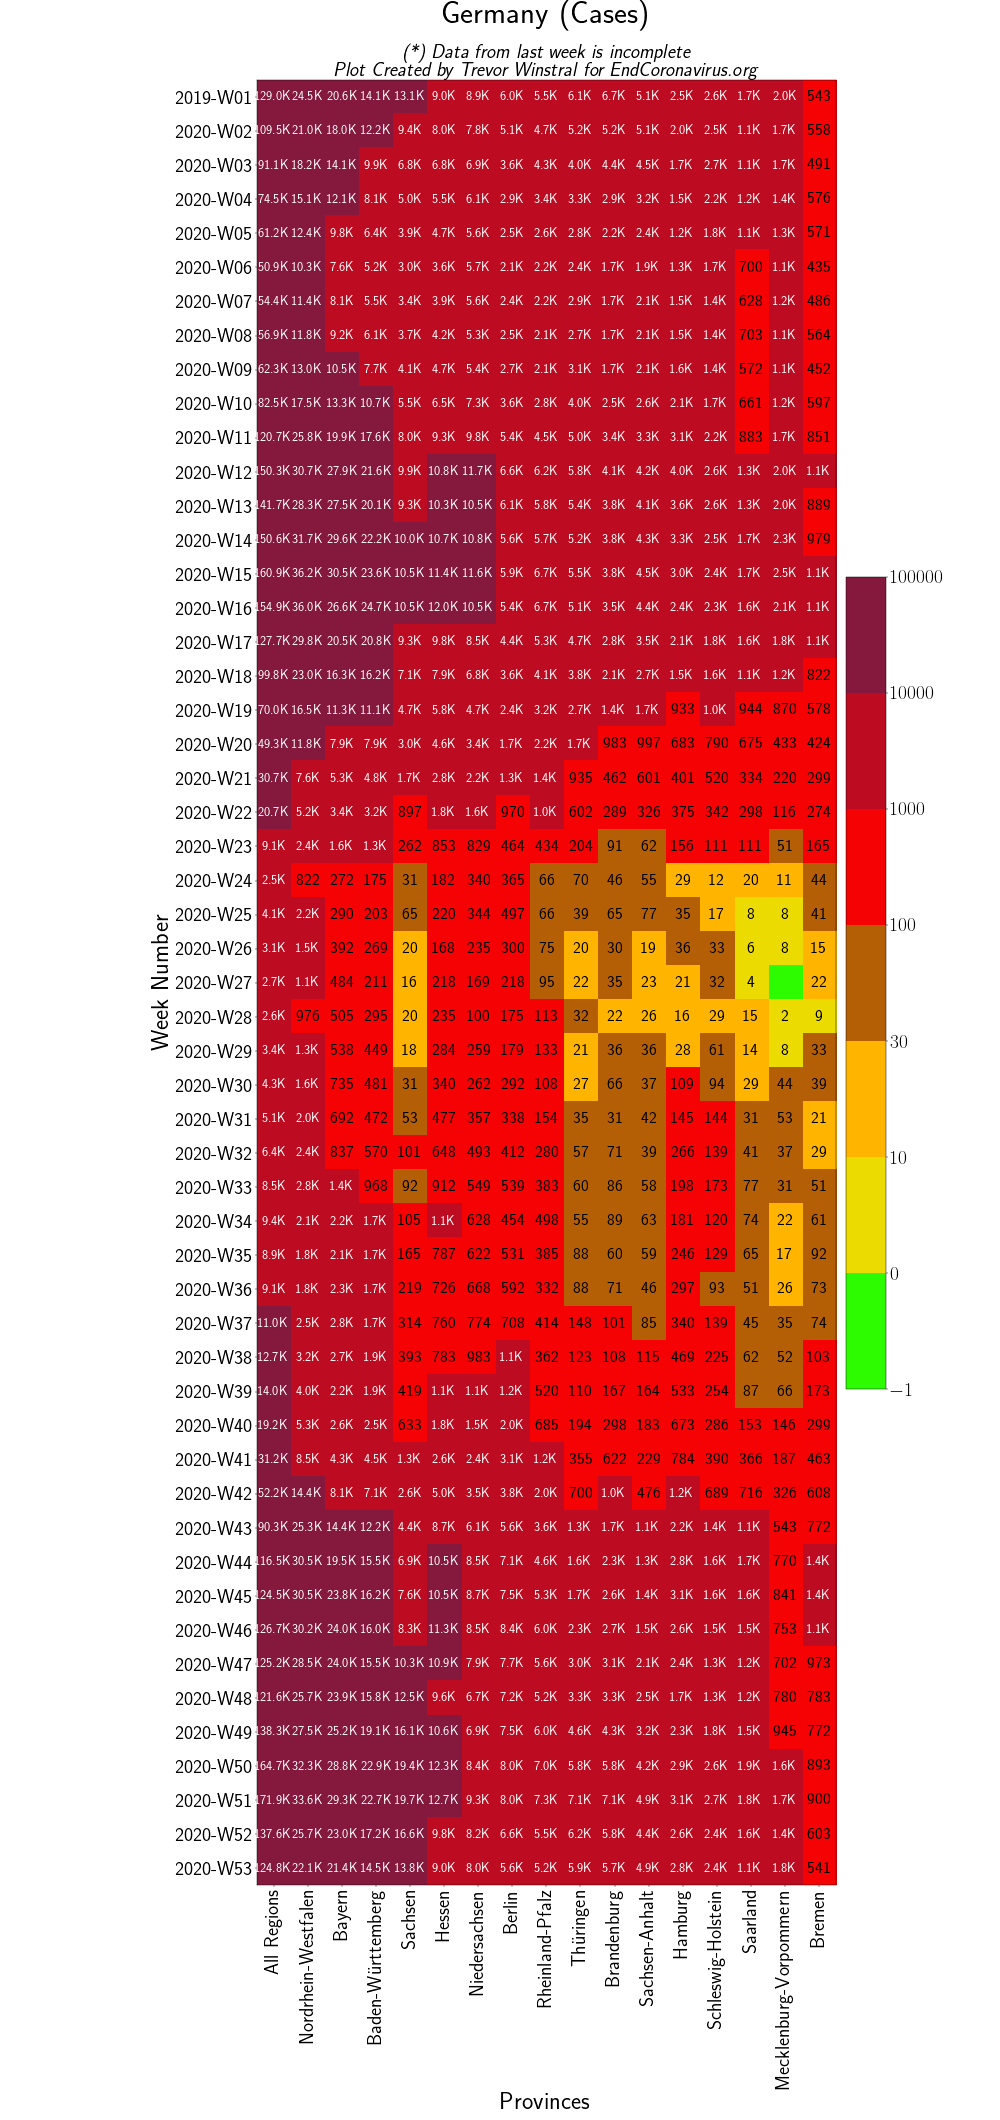 Germany (Cases)
(*) Data from last week is incomplete
Plot Created by Trevor Winstral for EndCoronavirus.org
2019-W01 129.0K 24.5K 20.6K 14.1K 13.1K 9.0K 8.9K 6.0K 5.5K 6.1K 6.7K 5.1K 2.5K 2.6K 1.7K 2.0K 543
2020-W02 109.5K 21.0K 18.0K 12.2K 9.4K 8.0K 7.8K 5.1K 4.7K 5.2K 5.2K 5.1K 2.0K 2.5K 1.1K 1.7K 558
2020-W03 91.1K 18.2K 14.1K 9.9K 6.8K 6.8K 6.9K 3.6K 4.3K 4.0K 4.4K 4.5K 1.7K 2.7K 1.1K 1.7K 491
2020-W04 74.5K 15.1K 12.1K 8.1K 5.0K 5.5K 6.1K 2.9K 3.4K 3.3K 2.9K 3.2K 1.5K 2.2K 1.2K 1.4K 576
2020-W05 61.2K 12.4K 9.8K 6.4K 3.9K 4.7K 5.6K 2.5K 2.6K 2.8K 2.2K 2.4K 1.2K 1.8K 1.1K 1.3K 571
2020-W06 50.9K 10.3K 7.6K 5.2K 3.0K 3.6K 5.7K 2.1K 2.2K 2.4K 1.7K 1.9K 1.3K 1.7K 700 1.1K 435
2020-W07 54.4K 11.4K 8.1K 5.5K 3.4K 3.9K 5.6K 2.4K 2.2K 2.9K 1.7K 2.1K 1.5K 1.4K 628 1.2K 486
2020-W08 56.9K 11.8K 9.2K 6.1K 3.7K 4.2K 5.3K 2.5K 2.1K 2.7K 1.7K 2.1K 1.5K 1.4K 703 1.1K 564
2020-W09 62.3K 13.0K 10.5K 7.7K 4.1K 4.7K 5.4K 2.7K 2.1K 3.1K 1.7K 2.1K 1.6K 1.4K 572 1.1K 452
2020-W10 82.5K 17.5K 13.3K 10.7K 5.5K 6.5K 7.3K 3.6K 2.8K 4.0K 2.5K 2.6K 2.1K 1.7K 661 1.2K 597
2020-W11 120.7K 25.8K 19.9K 17.6K 8.0K 9.3K 9.8K 5.4K 4.5K 5.0K 3.4K 3.3K 3.1K 2.2K 883 1.7K 851
2020-W12 150.3K 30.7K 27.9K 21.6K 9.9K 10.8K 11.7K 6.6K 6.2K 5.8K 4.1K 4.2K 4.0K 2.6K 1.3K 2.0K 1.1K
2020-W13 141.7K 28.3K 27.5K 20.1K 9.3K 10.3K 10.5K 6.1K 5.8K 5.4K 3.8K 4.1K 3.6K 2.6K 1.3K 2.0K 889
2020-W14 150.6K 31.7K 29.6K 22.2K 10.0K 10.7K 10.8K 5.6K 5.7K 5.2K 3.8K 4.3K 3.3K 2.5K 1.7K 2.3K 979
2020-W15 160.9K 36.2K 30.5K 23.6K 10.5K 11.4K 11.6K 5.9K 6.7K 5.5K 3.8K 4.5K 3.0K 2.4K 1.7K 2.5K 1.1K
2020-W16 154.9K 36.0K 26.6K 24.7K 10.5K 12.0K 10.5K 5.4K 6.7K 5.1K 3.5K 4.4K 2.4K 2.3K 1.6K 2.1K 1.1K
2020-W17 127.7K 29.8K 20.5K 20.8K 9.3K 9.8K 8.5K 4.4K 5.3K 4.7K 2.8K 3.5K 2.1K 1.8K 1.6K 1.8K 1.1K
2020-W18 99.8K 23.0K 16.3K 16.2K 7.1K 7.9K 6.8K 3.6K 4.1K 3.8K 2.1K 2.7K 1.5K 1.6K 1.1K 1.2K 822
2020-W19 70.0K 16.5K 11.3K 11.1K 4.7K 5.8K 4.7K 2.4K 3.2K 2.7K 1.4K 1.7K 933 1.0K 944 870 578
2020-W20 49.3K 11.8K 7.9K 7.9K 3.0K 4.6K 3.4K 1.7K 2.2K 1.7K 983 997 683 790 675 433 424
2020-W21 30.7K 7.6K 5.3K 4.8K 1.7K 2.8K 2.2K 1.3K 1.4K 935 462 601 401 520 334 220 299
2020-W22 20.7K 5.2K 3.4K 3.2K 897 1.8K 1.6K 970 1.0K 602 289 326 375 342 298 116 274
2020-W23 9.1K 2.4K 1.6K 1.3K 262 853 829 464 434 204 91 62 156 111 111 51 165
2020-W24 2.5K 822 272 175 31 182 340 365 66 70 46 55 29 12 20 11 44
2020-W25 4.1K 2.2K 290 203 65 220 344 497 66 39 65 77 35 17 8 8 41
2020-W26 3.1K 1.5K 392 269 20 168 235 300 75 20 30 19 36 33 6 8 15
2020-W27 2.7K 1.1K 484 211 16 218 169 218 95 22 35 23 21 32 4 22
2020-W28 2.6K 976 505 295 20 235 100 175 113 32 22 26 16 29 15 2 9
2020-W29 3.4K 1.3K 538 449 18 284 259 179 133 21 36 36 28 61 14 8 33
2020-W30 4.3K 1.6K 735 481 31 340 262 292 108 27 66 37 109 94 29 44 39
2020-W31 5.1K 2.0K 692 472 53 477 357 338 154 35 31 42 145 144 31 53 21
2020-W32 6.4K 2.4K 837 570 101 648 493 412 280 57 71 39 266 139 41 37 29
2020-W33 8.5K 2.8K 1.4K 968 92 912 549 539 383 60 86 58 198 173 77 31 51
2020-W34 9.4K 2.1K 2.2K 1.7K 105 1.1K 628 454 498 55 89 63 181 120 74 22 61
2020-W35 8.9K 1.8K 2.1K 1.7K 165 787 622 531 385 88 60 59 246 129 65 17 92
2020-W36 9.1K 1.8K 2.3K 1.7K 219 726 668 592 332 88 71 46 297 93 51 26 73
2020-W37 11.0K 2.5K 2.8K 1.7K 314 760 774 708 414 148 101 85 340 139 45 35 74
2020-W38 12.7K 3.2K 2.7K 1.9K 393 783 983 1.1K 362 123 108 115 469 225 62 52 103
2020-W39 14.0K 4.0K 2.2K 1.9K 419 1.1K 1.1K 1.2K 520 110 167 164 533 254 87 66 173
2020-W40 19.2K 5.3K 2.6K 2.5K 633 1.8K 1.5K 2.0K 685 194 298 183 673 286 153 146 299
2020-W41 31.2K 8.5K 4.3K 4.5K 1.3K 2.6K 2.4K 3.1K 1.2K 355 622 229 784 390 366 187 463
2020-W42 52.2K 14.4K 8.1K 7.1K 2.6K 5.0K 3.5K 3.8K 2.0K 700 1.0K 476 1.2K 689 716 326 608
2020-W43 90.3K 25.3K 14.4K 12.2K 4.4K 8.7K 6.1K 5.6K 3.6K 1.3K 1.7K 1.1K 2.2K 1.4K 1.1K 543 772
2020-W44 116.5K 30.5K 19.5K 15.5K 6.9K 10.5K 8.5K 7.1K 4.6K 1.6K 2.3K 1.3K 2.8K 1.6K 1.7K 770 1.4K
2020-W45 124.5K 30.5K 23.8K 16.2K 7.6K 10.5K 8.7K 7.5K 5.3K 1.7K 2.6K 1.4K 3.1K 1.6K 1.6K 841 1.4K
2020-W46 126.7K 30.2K 24.0K 16.0K 8.3K 11.3K 8.5K 8.4K 6.0K 2.3K 2.7K 1.5K 2.6K 1.5K 1.5K 753 1.1K
2020-W47 125.2K 28.5K 24.0K 15.5K 10.3K 10.9K 7.9K 7.7K 5.6K 3.0K 3.1K 2.1K 2.4K 1.3K 1.2K 702 973
2020-W48 121.6K 25.7K 23.9K 15.8K 12.5K 9.6K 6.7K 7.2K 5.2K 3.3K 3.3K 2.5K 1.7K 1.3K 1.2K 780 783
2020-W49 138.3K 27.5K 25.2K 19.1K 16.1K 10.6K 6.9K 7.5K 6.0K 4.6K 4.3K 3.2K 2.3K 1.8K 1.5K 945 772
2020-W50 164.7K 32.3K 28.8K 22.9K 19.4K 12.3K 8.4K 8.0K 7.0K 5.8K 5.8K 4.2K 2.9K 2.6K 1.9K 1.6K 893
2020-W51 171.9K 33.6K 29.3K 22.7K 19.7K 12.7K 9.3K 8.0K 7.3K 7.1K 7.1K 4.9K 3.1K 2.7K 1.8K 1.7K 900
2020-W52 137.6K 25.7K 23.0K 17.2K 16.6K 9.8K 8.2K 6.6K 5.5K 6.2K 5.8K 4.4K 2.6K 2.4K 1.6K 1.4K 603
2020-W53 124.8K 22.1K 21.4K 14.5K 13.8K 9.0K 8.0K 5.6K 5.2K 5.9K 5.7K 4.9K 2.8K 2.4K 1.1K 1.8K 541
Week Number
All Regions
Nordrhein-Westfalen
Bayern
Baden-Württemberg
Sachsen
Hessen
Niedersachsen
Berlin
Rheinland-Pfalz
Thüringen
Brandenburg
Sachsen-Anhalt
Hamburg
Schleswig-Holstein
Saarland
Mecklenburg-Vorpommern
Bremen
Provinces
100000
10000
1000
100
30
10
0
−1